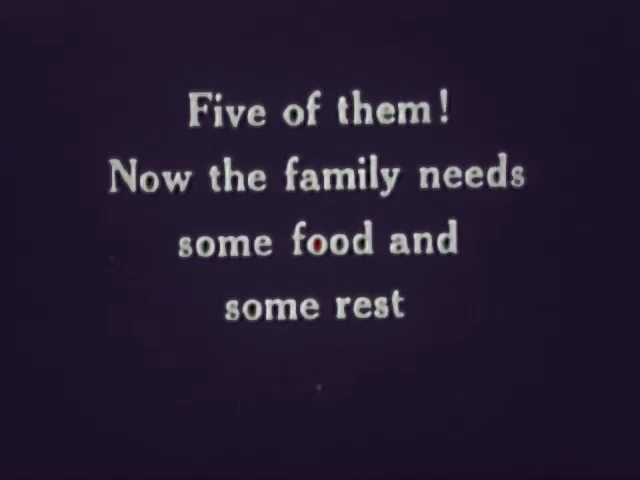 Five of them!
Now the family needs
some food and
some rest